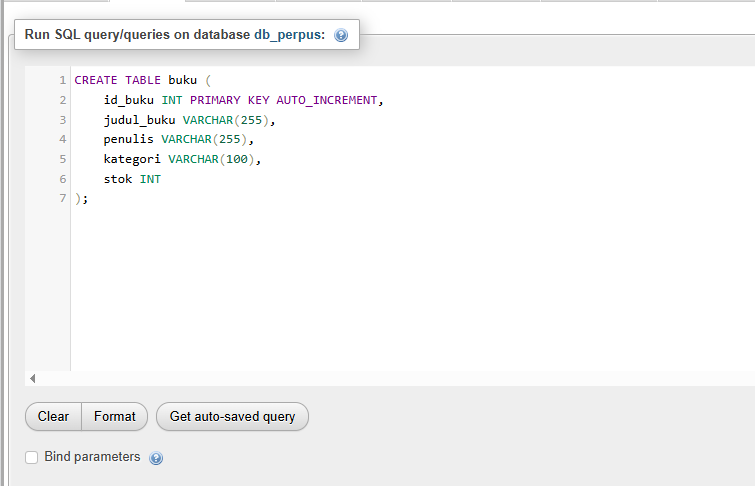 Run SQL query/queries on database db_perpus:
1 CREATE TABLE buku (
2 id_buku INT PRIMARY KEY AUTO_INCREMENT,
3 judul_buku VARCHAR(255),
4 penulis VARCHAR(255),
5 kategori VARCHAR(100),
6 stok INT
7 );
Clear Format Get auto-saved query
Bind parameters